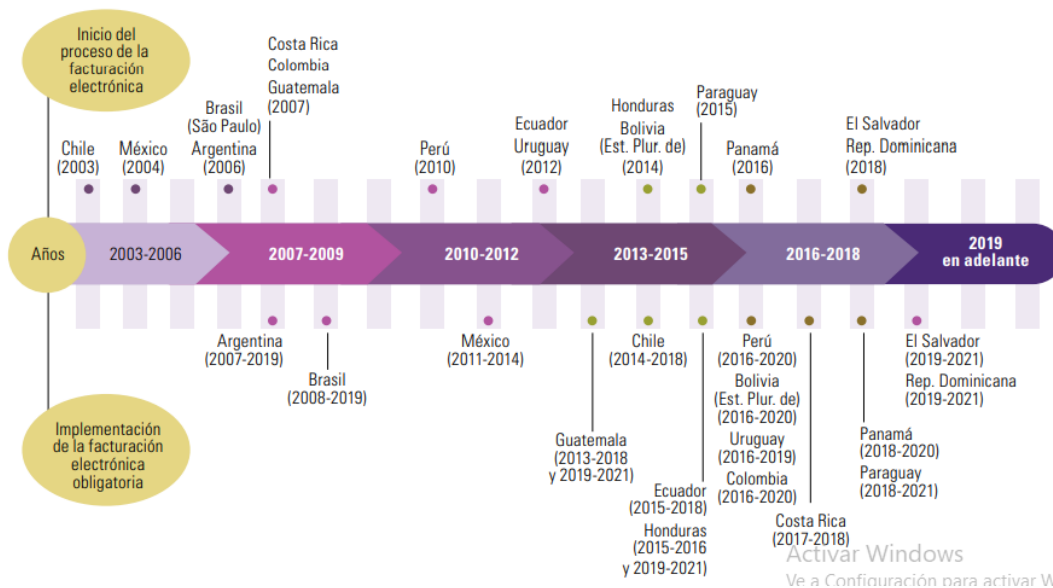 Inicio del
proceso de la
facturación
electrónica
Chile
(2003)
México
(2004)
Brasil
(São Paulo)
Argentina
(2006)
Costa Rica
Colombia
Guatemala
(2007)
Perú
(2010)
Ecuador
Uruguay
(2012)
Honduras
Bolivia
(Est. Plur. de)
(2014)
Paraguay
(2015)
Panamá
(2016)
El Salvador
Rep. Dominicana
(2018)
Años
2003-2006
2007-2009
2010-2012
2013-2015
2016-2018
2019
en adelante
Argentina
(2007-2019)
Brasil
(2008-2019)
México
(2011-2014)
Guatemala
(2013-2018
y 2019-2021)
Chile
(2014-2018)
Ecuador
(2015-2018)
Honduras
(2015-2016
y 2019-2021)
Perú
(2016-2020)
Bolivia
(Est. Plur. de)
(2016-2020)
Uruguay
(2016-2019)
Colombia
(2016-2020)
Costa Rica
(2017-2018)
Panamá
(2018-2020)
Paraguay
(2018-2021)
El Salvador
(2019-2021)
Rep. Dominicana
(2019-2021)
Implementación
de la facturación
electrónica
obligatoria
Activar Windows
Ve a Configuración para activar W